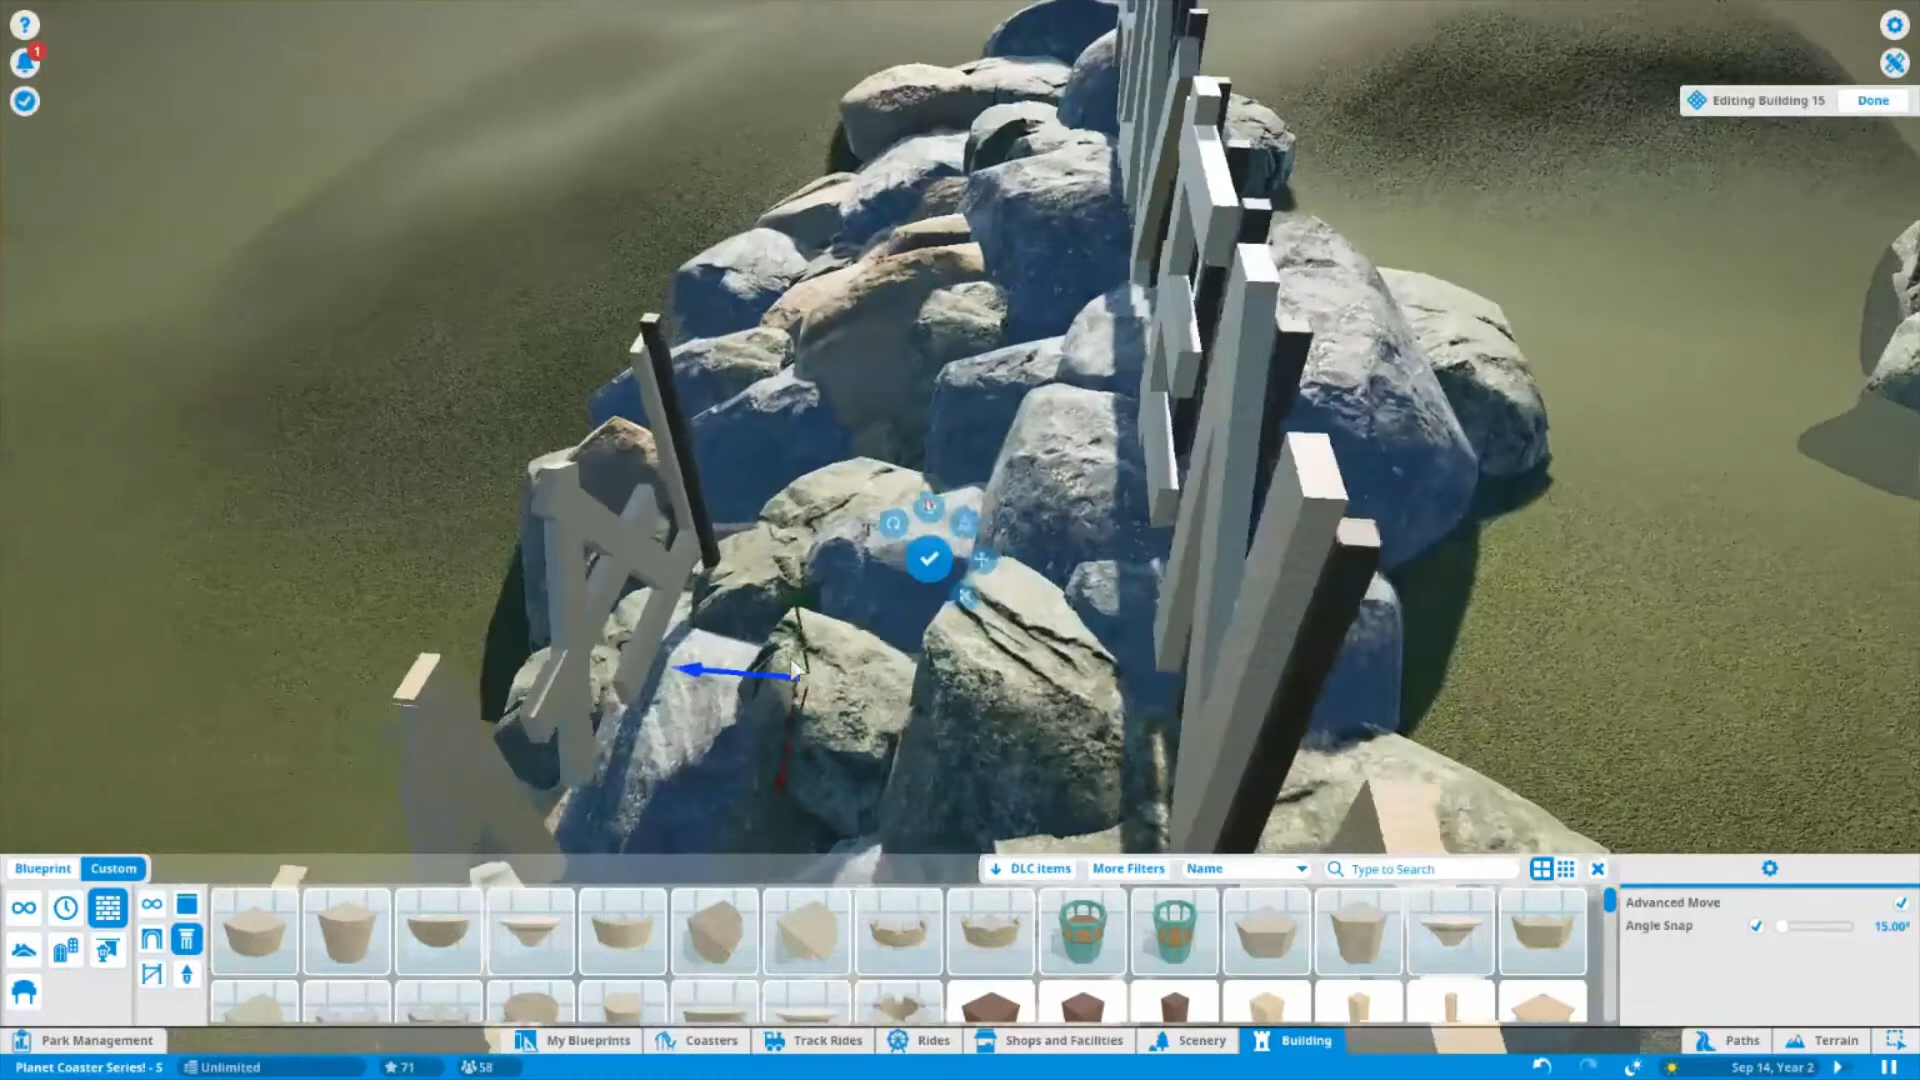 ?
1
Editing Building 15
Done
Blueprint
Custom
DLC items
More Filters
Name
Type to Search
Advanced Move
Angle Snap
15.00°
Park Management
My Blueprints
Coasters
Track Rides
Rides
Shops and Facilities
Scenery
Building
Paths
Terrain
Planet Coaster Series! - S
Unlimited
71
58
Sep 14, Year 2